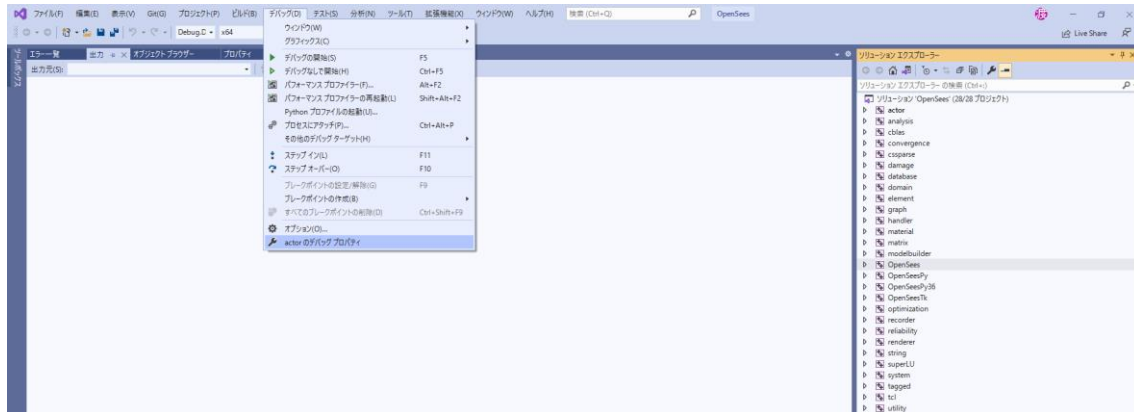 ファイル(F) 編集(E) 表示(V) Git(G) プロジェクト(P) ビルド(B) デバッグ(D) テスト(S) 分析(N) ツール(T) 拡張機能(X) ウィンドウ(W) ヘルプ(H) 検索 (Ctrl+Q) OpenSees
Debug.C x64 Live Share
エラー一覧 出力 オブジェクト ブラウザー プロパティ
出力元(S):
ツールボックス
ウィンドウ(W)
グラフィックス(C)
デバッグの開始(S) F5
デバッグなしで開始(H) Ctrl+F5
パフォーマンス プロファイラー(F)... Alt+F2
パフォーマンス プロファイラーの再起動(L) Shift+Alt+F2
Python プロファイルの起動(U)...
プロセスにアタッチ(P)... Ctrl+Alt+P
その他のデバッグ ターゲット(H)
ステップ イン(L) F11
ステップ オーバー(O) F10
ブレークポイントの設定/解除(G) F9
ブレークポイントの作成(B)
すべてのブレークポイントの削除(D) Ctrl+Shift+F9
オプション(O)...
actor のデバッグ プロパティ
ソリューション エクスプローラー
ソリューション エクスプローラー の検索 (Ctrl+;)
ソリューション 'OpenSees' (28/28 プロジェクト)
actor
analysis
cblas
convergence
cssparse
damage
database
domain
element
graph
handler
material
matrix
modelbuilder
OpenSees
OpenSeesPy
OpenSeesPy36
OpenSeesTk
optimization
recorder
reliability
renderer
string
superLU
system
tagged
tcl
utility